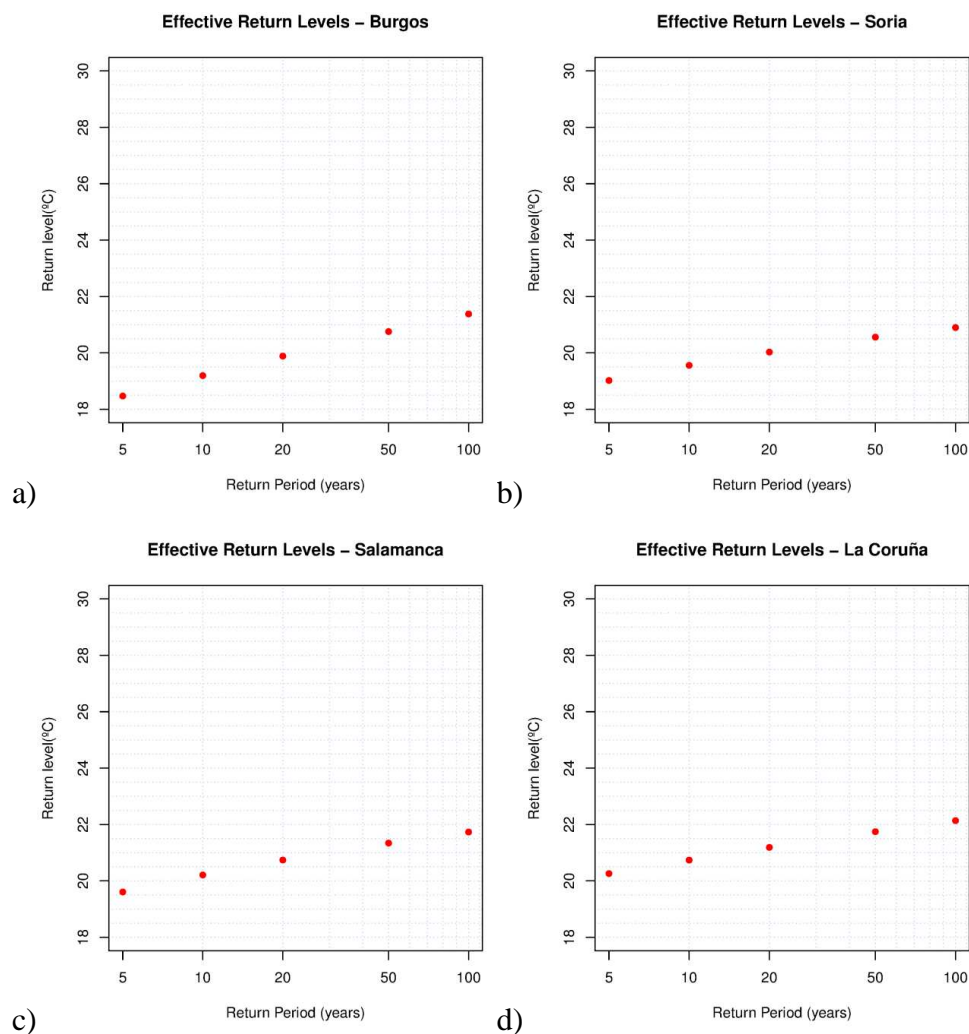 Effective Return Levels – Burgos
Return level(ºC)
30
28
26
24
22
20
18
5 10 20 50 100
Return Period (years)
a)
Effective Return Levels – Soria
Return level(ºC)
30
28
26
24
22
20
18
5 10 20 50 100
Return Period (years)
b)
Effective Return Levels – Salamanca
Return level(ºC)
30
28
26
24
22
20
18
5 10 20 50 100
Return Period (years)
c)
Effective Return Levels – La Coruña
Return level(ºC)
30
28
26
24
22
20
18
5 10 20 50 100
Return Period (years)
d)